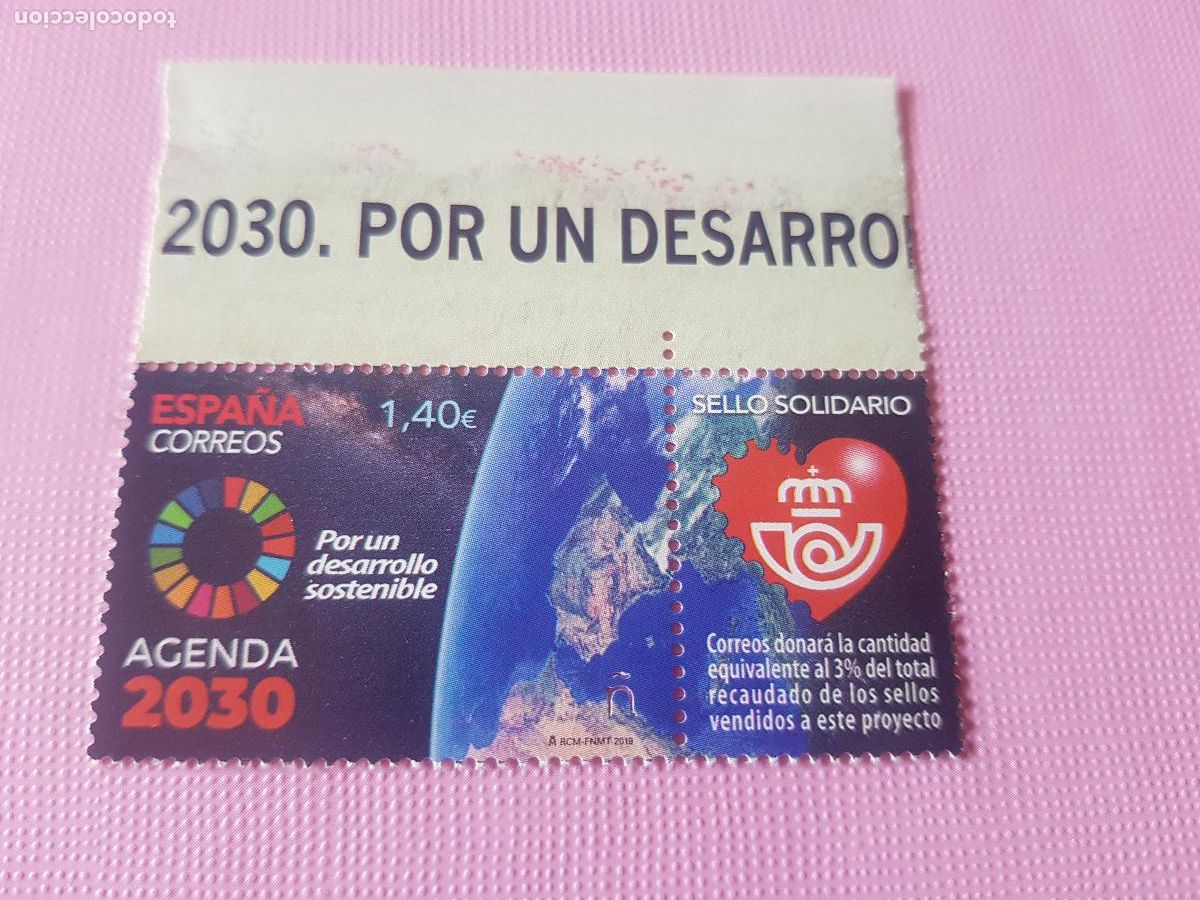 todocoleccion
2030. POR UN DESARRO
ESPAÑA
CORREOS
1,40€
Por un
desarrollo
sostenible
AGENDA
2030
Ñ
RCM-FNMT 2019
SELLO SOLIDARIO
Correos donará la cantidad
equivalente al 3% del total
recaudado de los sellos
vendidos a este proyecto